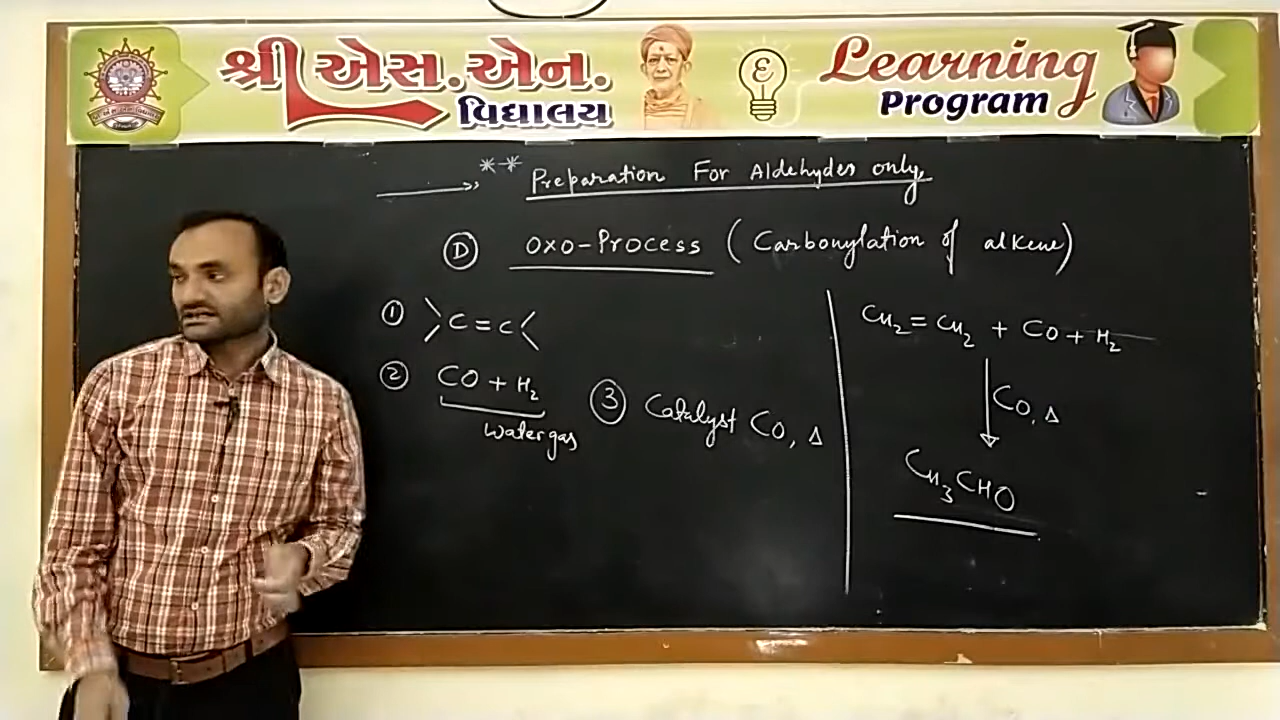 શ્રી એસ.એન.
વિદ્યાલય
Learning
Program
** Preparation For Aldehydes only,
D Oxo-Process (Carbonylation of alkene)
① >C=C<
② CO + H₂
Water gas
③ Catalyst Co, Δ
CH₂=CH₂ + CO + H₂
CO, Δ
CH₃CHO